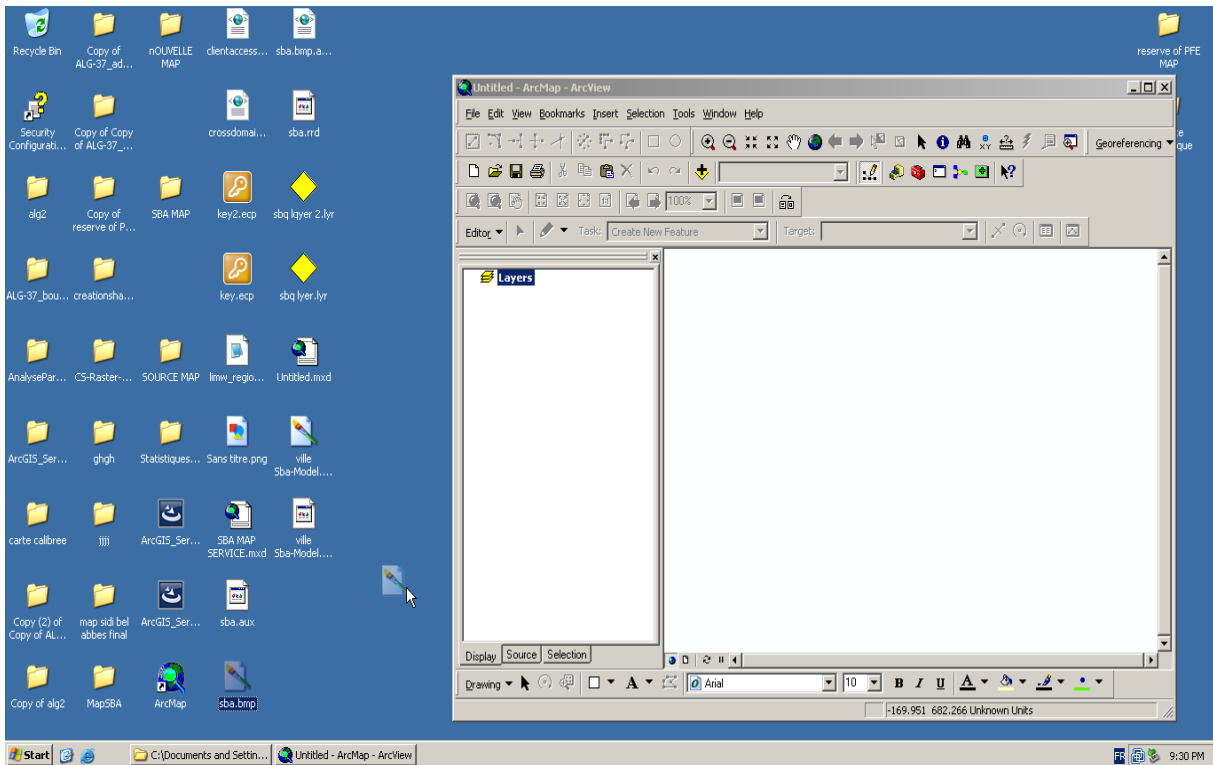 Recycle Bin
Copy of ALG-37_ad...
nOUVELLE MAP
clientaccess...
sba.bmp.a...
reserve of PFE MAP
Security Configurati...
Copy of Copy of ALG-37_...
crossdomai...
sba.rrd
alg2
Copy of reserve of P...
SBA MAP
key2.ecp
sbq lqyer 2.lyr
ALG-37_bou...
creationsha...
key.ecp
sbq lyer.lyr
AnalysePar...
CS-Raster-...
SOURCE MAP
limw_regio...
Untitled.mxd
ArcGIS_Ser...
ghgh
Statistiques...
Sans titre.png
ville Sba-Model....
carte calibree
jjjj
ArcGIS_Ser...
SBA MAP SERVICE.mxd
ville Sba-Model....
Copy (2) of Copy of AL...
map sidi bel abbes final
ArcGIS_Ser...
sba.aux
Copy of alg2
MapSBA
ArcMap
sba.bmp
Untitled - ArcMap - ArcView
File Edit View Bookmarks Insert Selection Tools Window Help
Georeferencing
que
100%
Editor Task: Create New Feature Target:
Layers
Display Source Selection
Drawing A Arial 10 B I U A
-169.951 682.266 Unknown Units
Start C:\Documents and Settin... Untitled - ArcMap - ArcView FR 9:30 PM